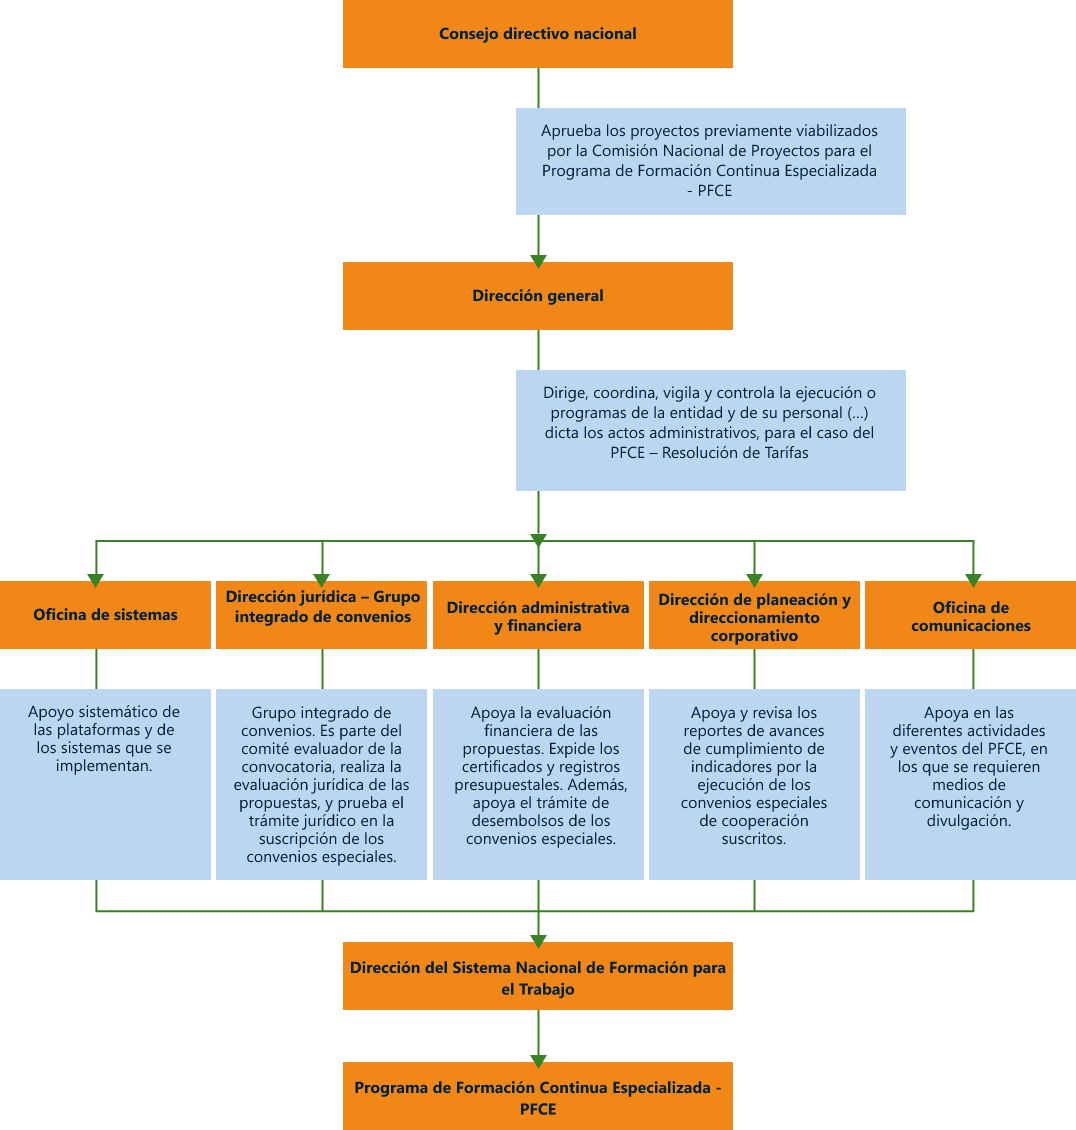 Consejo directivo nacional
Aprueba los proyectos previamente viabilizados
por la Comisión Nacional de Proyectos para el
Programa de Formación Continua Especializada
- PFCE
Dirección general
Dirige, coordina, vigila y controla la ejecución o
programas de la entidad y de su personal (...)
dicta los actos administrativos, para el caso del
PFCE – Resolución de Tarífas
Oficina de sistemas
Dirección jurídica – Grupo
integrado de convenios
Dirección administrativa
y financiera
Dirección de planeación y
direccionamiento
corporativo
Oficina de
comunicaciones
Apoyo sistemático de
las plataformas y de
los sistemas que se
implementan.
Grupo integrado de
convenios. Es parte del
comité evaluador de la
convocatoria, realiza la
evaluación jurídica de las
propuestas, y prueba el
trámite jurídico en la
suscripción de los
convenios especiales.
Apoya la evaluación
financiera de las
propuestas. Expide los
certificados y registros
presupuestales. Además,
apoya el trámite de
desembolsos de los
convenios especiales.
Apoya y revisa los
reportes de avances
de cumplimiento de
indicadores por la
ejecución de los
convenios especiales
de cooperación
suscritos.
Apoya en las
diferentes actividades
y eventos del PFCE, en
los que se requieren
medios de
comunicación y
divulgación.
Dirección del Sistema Nacional de Formación para
el Trabajo
Programa de Formación Continua Especializada -
PFCE